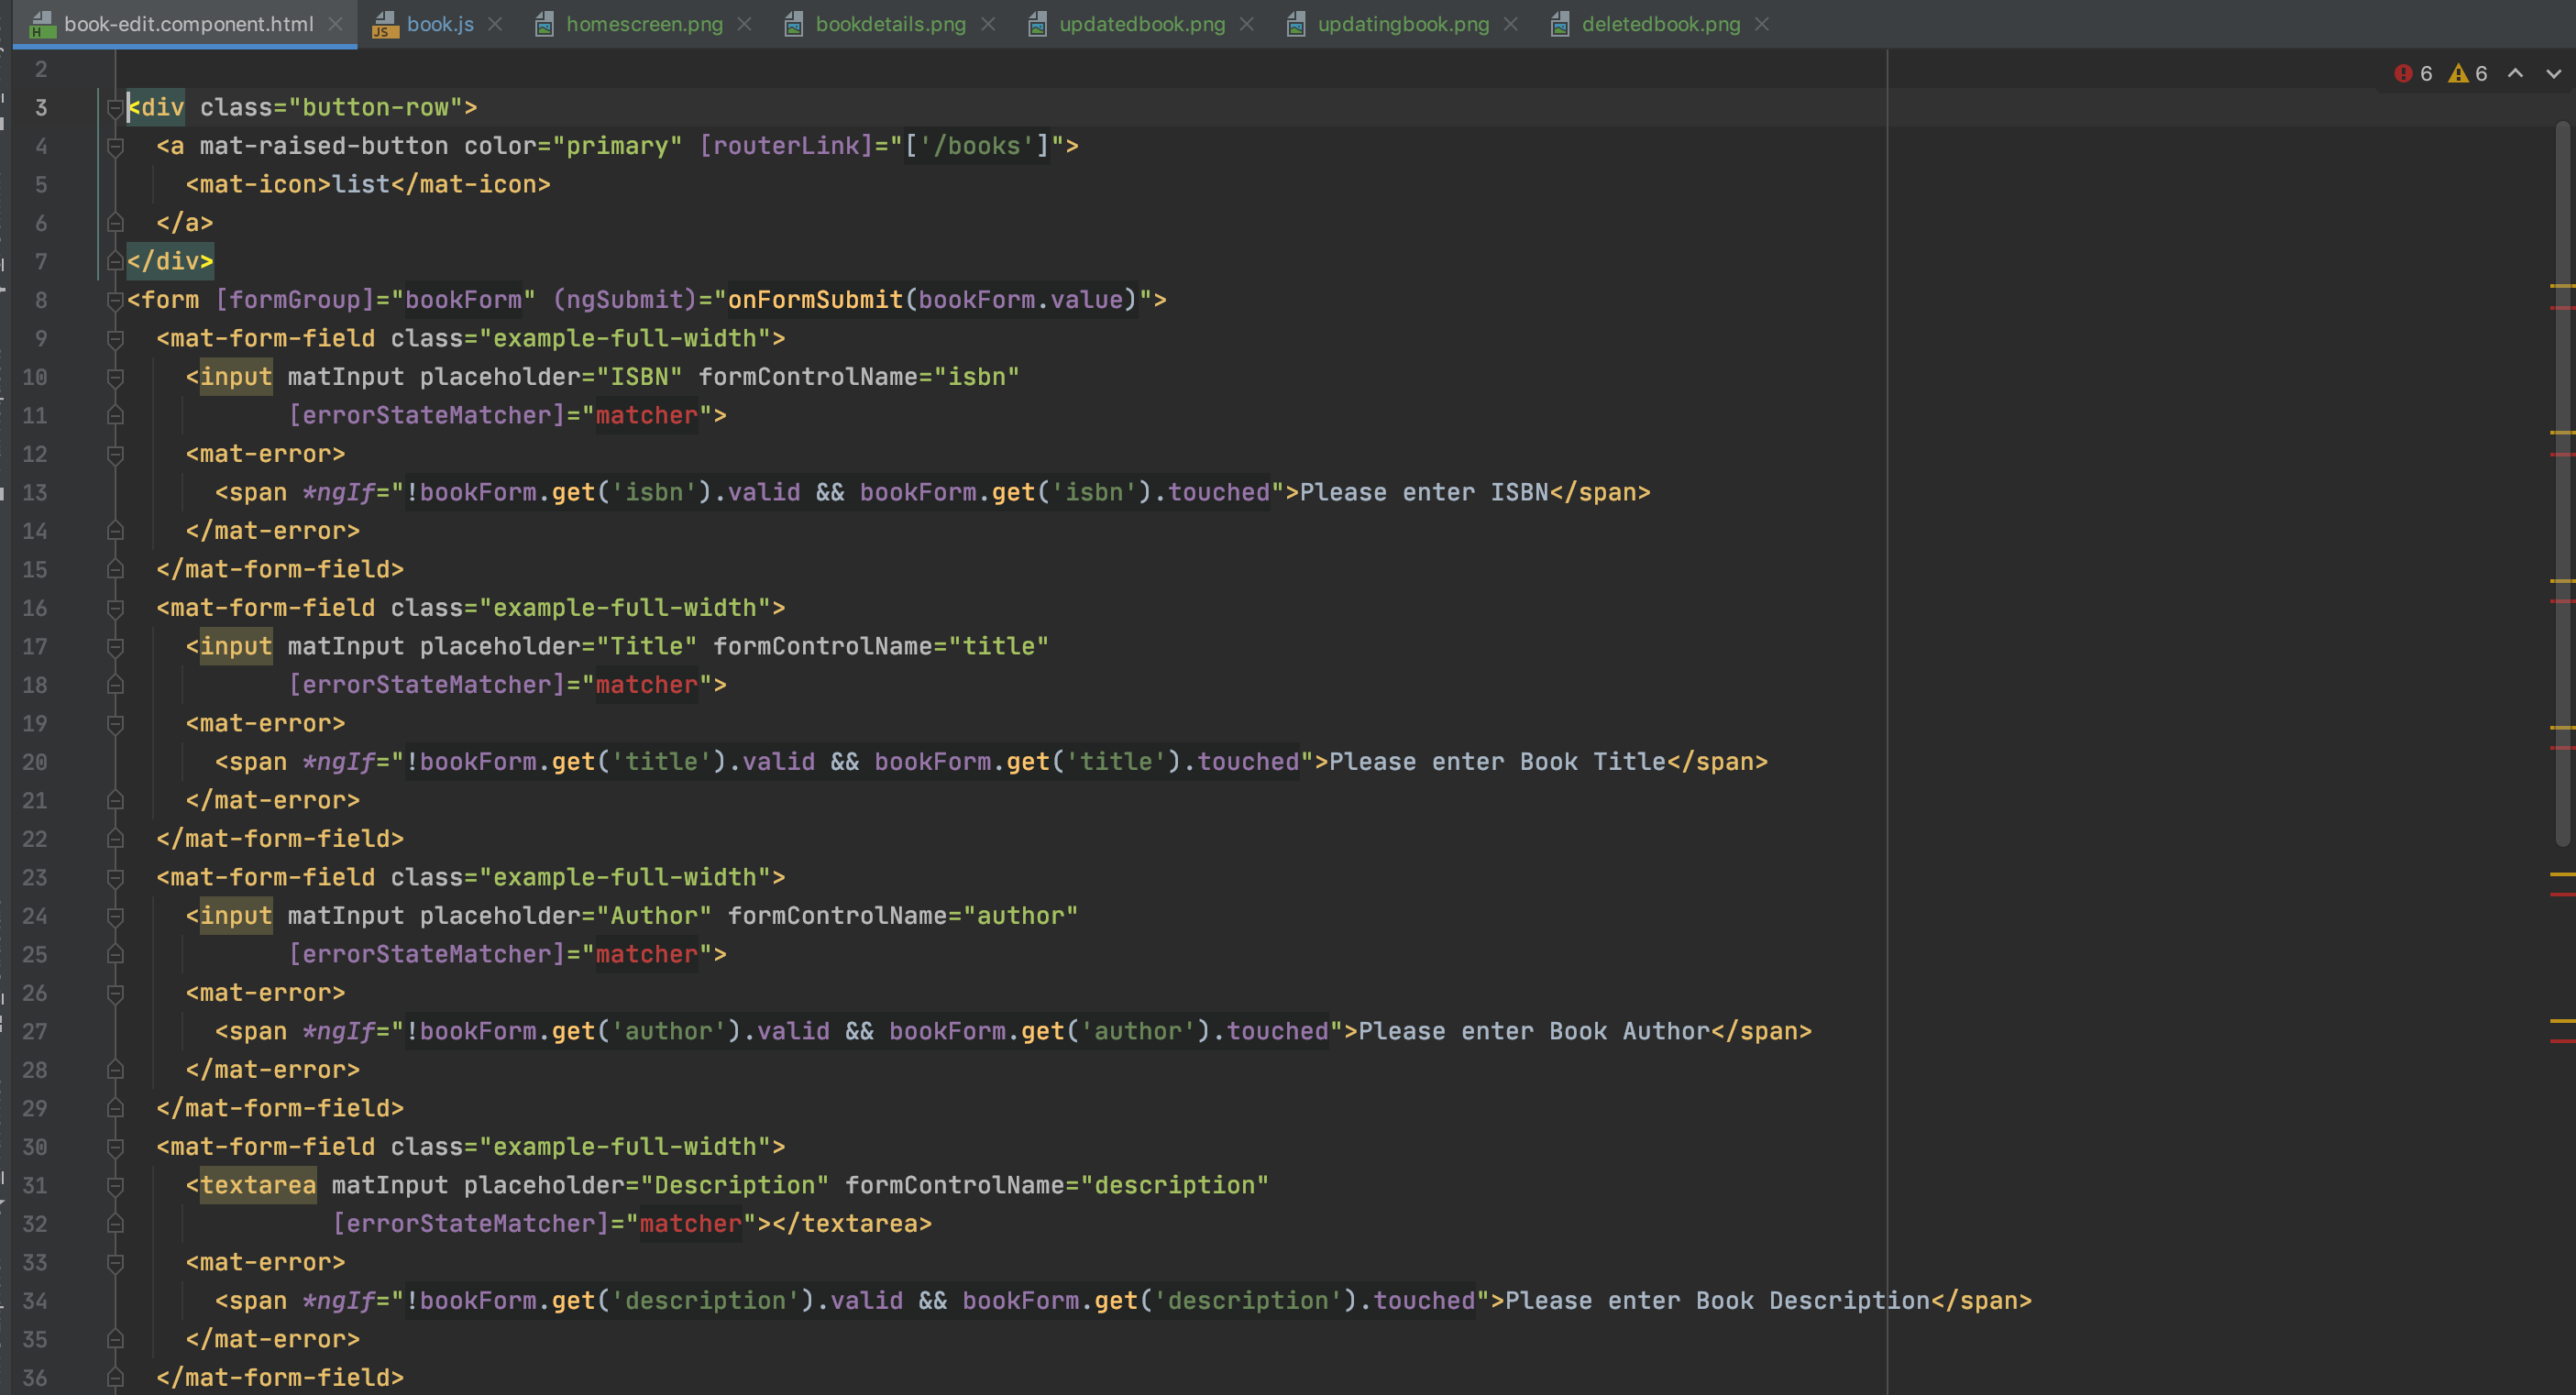 book-edit.component.html book.js homescreen.png bookdetails.png updatedbook.png updatingbook.png deletedbook.png
6 6
2
3 <div class="button-row">
4   <a mat-raised-button color="primary" [routerLink]="['/books']">
5     <mat-icon>list</mat-icon>
6   </a>
7 </div>
8 <form [formGroup]="bookForm" (ngSubmit)="onFormSubmit(bookForm.value)">
9   <mat-form-field class="example-full-width">
10     <input matInput placeholder="ISBN" formControlName="isbn"
11            [errorStateMatcher]="matcher">
12     <mat-error>
13       <span *ngIf="!bookForm.get('isbn').valid && bookForm.get('isbn').touched">Please enter ISBN</span>
14     </mat-error>
15   </mat-form-field>
16   <mat-form-field class="example-full-width">
17     <input matInput placeholder="Title" formControlName="title"
18            [errorStateMatcher]="matcher">
19     <mat-error>
20       <span *ngIf="!bookForm.get('title').valid && bookForm.get('title').touched">Please enter Book Title</span>
21     </mat-error>
22   </mat-form-field>
23   <mat-form-field class="example-full-width">
24     <input matInput placeholder="Author" formControlName="author"
25            [errorStateMatcher]="matcher">
26     <mat-error>
27       <span *ngIf="!bookForm.get('author').valid && bookForm.get('author').touched">Please enter Book Author</span>
28     </mat-error>
29   </mat-form-field>
30   <mat-form-field class="example-full-width">
31     <textarea matInput placeholder="Description" formControlName="description"
32               [errorStateMatcher]="matcher"></textarea>
33     <mat-error>
34       <span *ngIf="!bookForm.get('description').valid && bookForm.get('description').touched">Please enter Book Description</span>
35     </mat-error>
36   </mat-form-field>